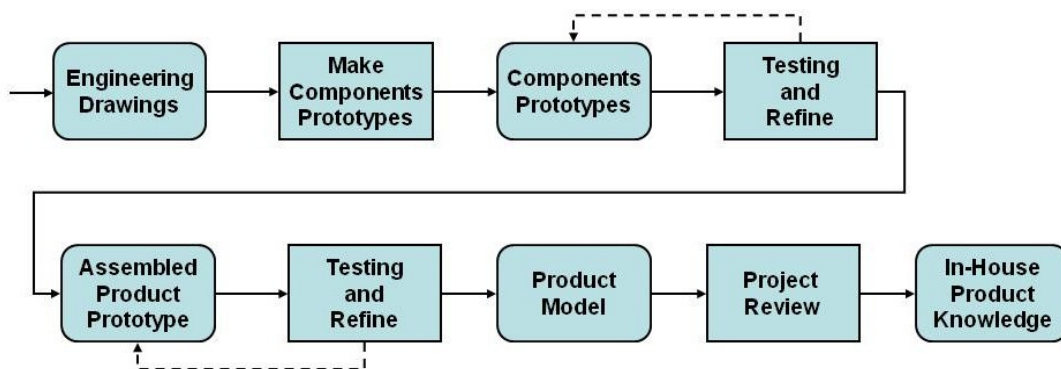 Engineering
Drawings
Make
Components
Prototypes
Components
Prototypes
Testing
and
Refine
Assembled
Product
Prototype
Testing
and
Refine
Product
Model
Project
Review
In-House
Product
Knowledge